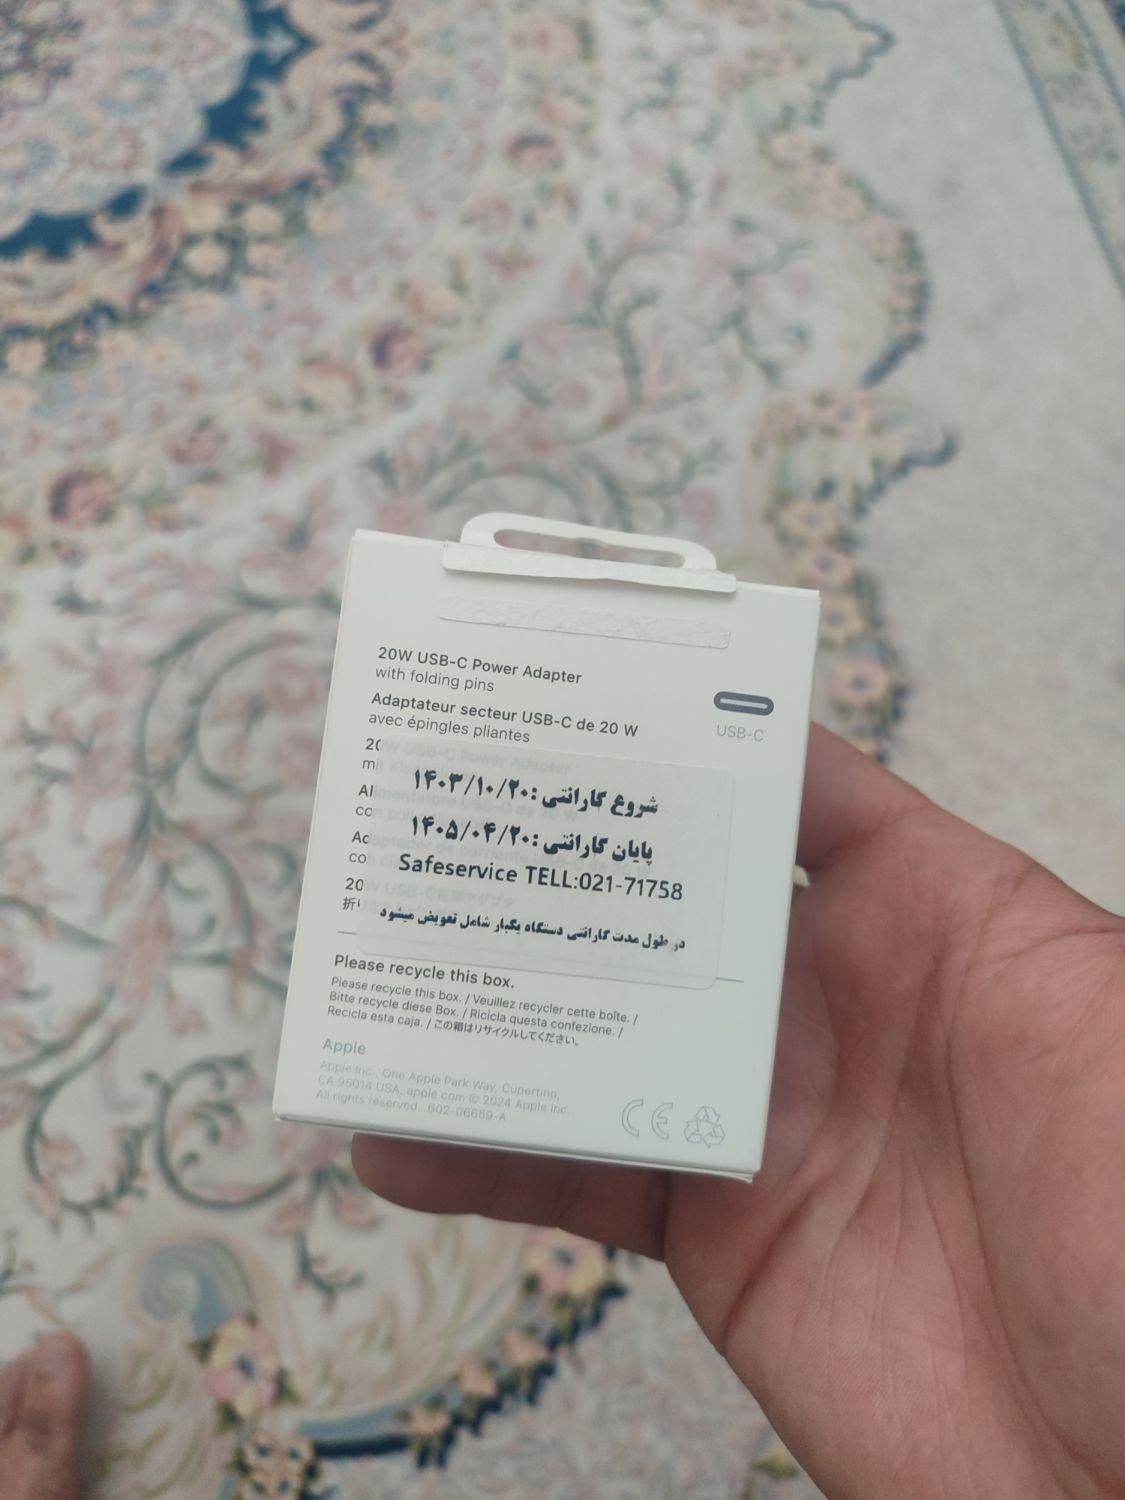 20W USB-C Power Adapter
with folding pins
Adaptateur secteur USB-C de 20 W
avec épingles pliantes
USB-C
20W USB-C Power Adapter
شروع گارانتی :۱۴۰۳/۱۰/۲۰
پایان گارانتی :۱۴۰۵/۰۴/۲۰
Safeservice TELL:021-71758
در طول مدت گارانتی دستگاه یکبار شامل تعویض میشود
Please recycle this box.
Please recycle this box. / Veuillez recycler cette boîte. /
Bitte recycle diese Box. / Ricicla questa confezione. /
Recicla esta caja. / この箱はリサイクルしてください。
Apple
Apple Inc., One Apple Park Way, Cupertino,
CA 95014 USA, apple.com © 2024 Apple Inc.
All rights reserved. 602-06659-A
CE